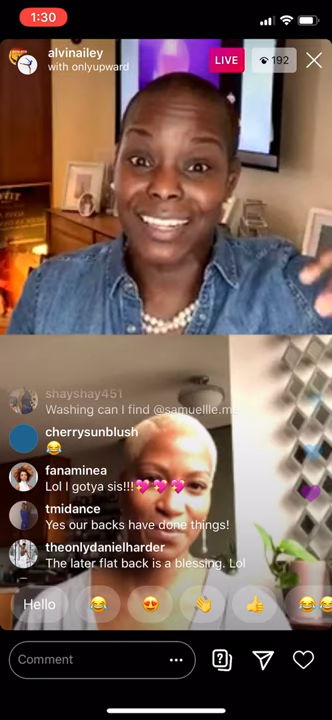 1:30
alvinailey
with onlyupward
LIVE
192
shayshay451
Washing can I find @samuellle.m
cherrysunblush
😂
fanaminea
Lol I gotya sis!!!💖💖💖
tmidance
Yes our backs have done things!
theonlydanielharder
The later flat back is a blessing. Lol
Hello 😂 😍 👏 👍 😂😂
Comment